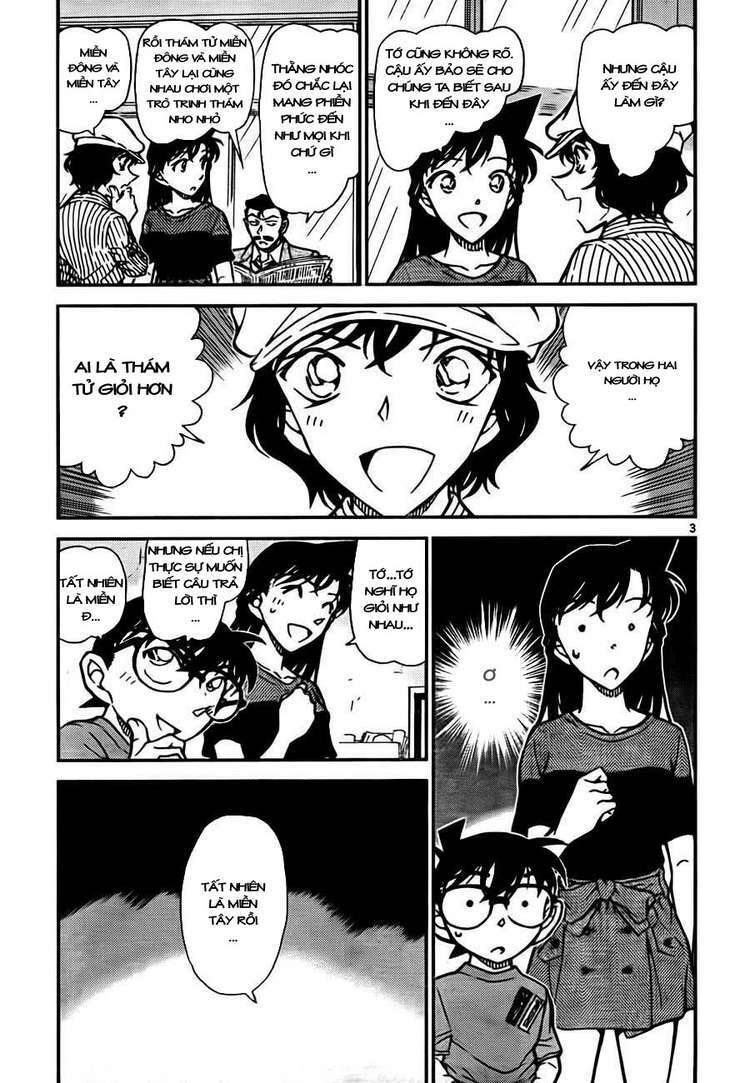 NHƯNG CẬU
ẤY ĐẾN ĐÂY
LÀM GÌ?
TỚ CŨNG KHÔNG RÕ.
CẬU ẤY BẢO SẼ CHO
CHÚNG TA BIẾT SAU
KHI ĐẾN ĐÂY
THẰNG NHÓC
ĐÓ CHẮC LẠI
MANG PHIỀN
PHỨC ĐẾN
NHƯ MỌI KHI
CHỨ GÌ
...
RỒI THÁM TỬ MIỀN
ĐÔNG VÀ MIỀN
TÂY LẠI CÙNG
NHAU CHƠI MỘT
TRÒ TRINH THÁM
NHO NHỎ
MIỀN
ĐÔNG VÀ
MIỀN TÂY
...
VẬY TRONG HAI
NGƯỜI HỌ
...
AI LÀ THÁM
TỬ GIỎI HƠN
?
3
TỚ...TỚ
NGHĨ HỌ
GIỎI NHƯ
NHAU...
NHƯNG NẾU CHỊ
THỰC SỰ MUỐN
BIẾT CÂU TRẢ
LỜI THÌ
...
TẤT NHIÊN
LÀ MIỀN
Đ...
TẤT NHIÊN
LÀ MIỀN
TÂY RỒI
...
Ơ
...